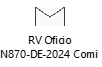 RV Oficio
N870-DE-2024 Comi